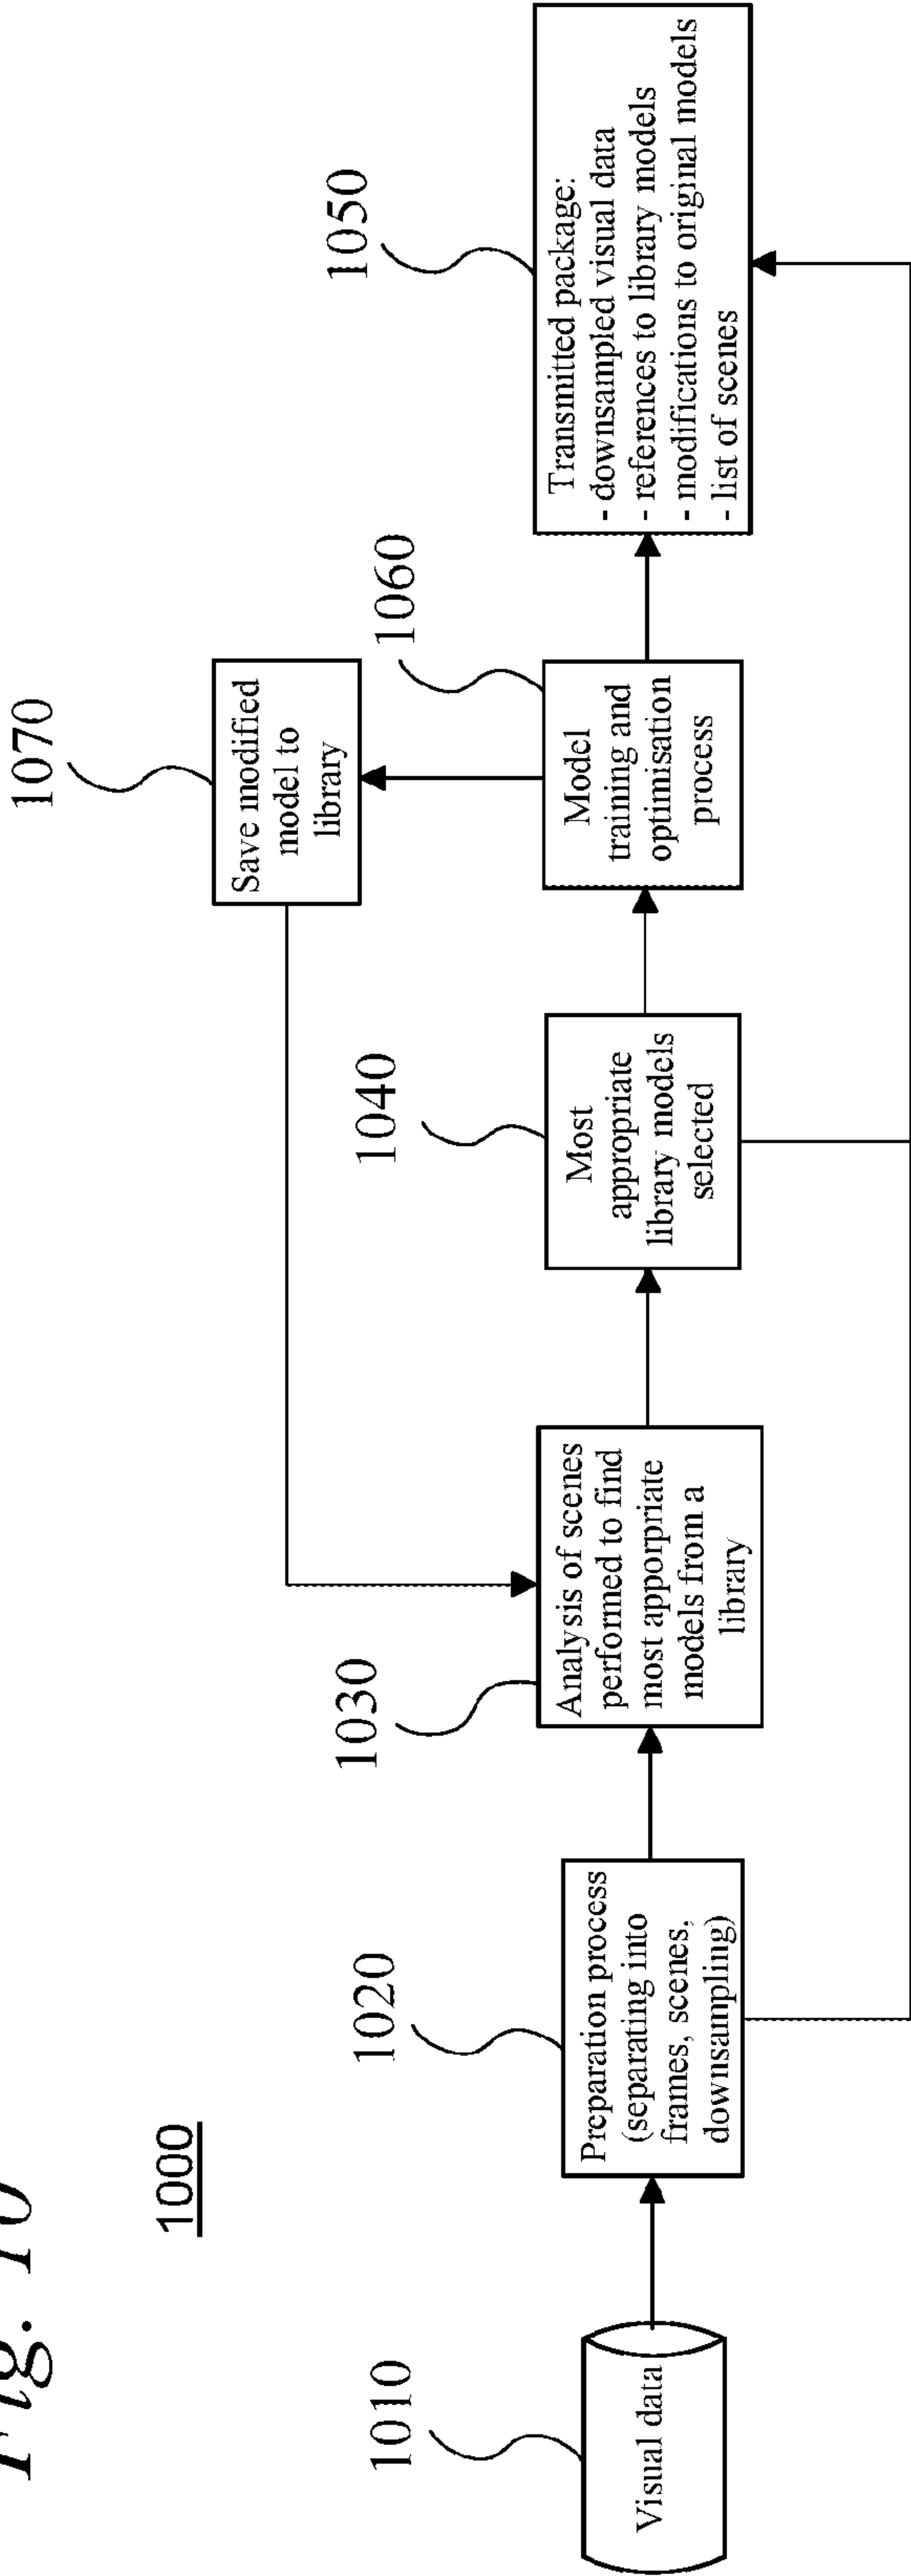 Fig. 10
1000
1010
Visual data
1020
Preparation process
(separating into
frames, scenes,
downsampling)
1030
Analysis of scenes
performed to find
most apporpriate
models from a
library
1040
Most
appropriate
library models
selected
1060
Model
training and
optimisation
process
1070
Save modified
model to
library
1050
Transmitted package:
- downsampled visual data
- references to library models
- modifications to original models
- list of scenes